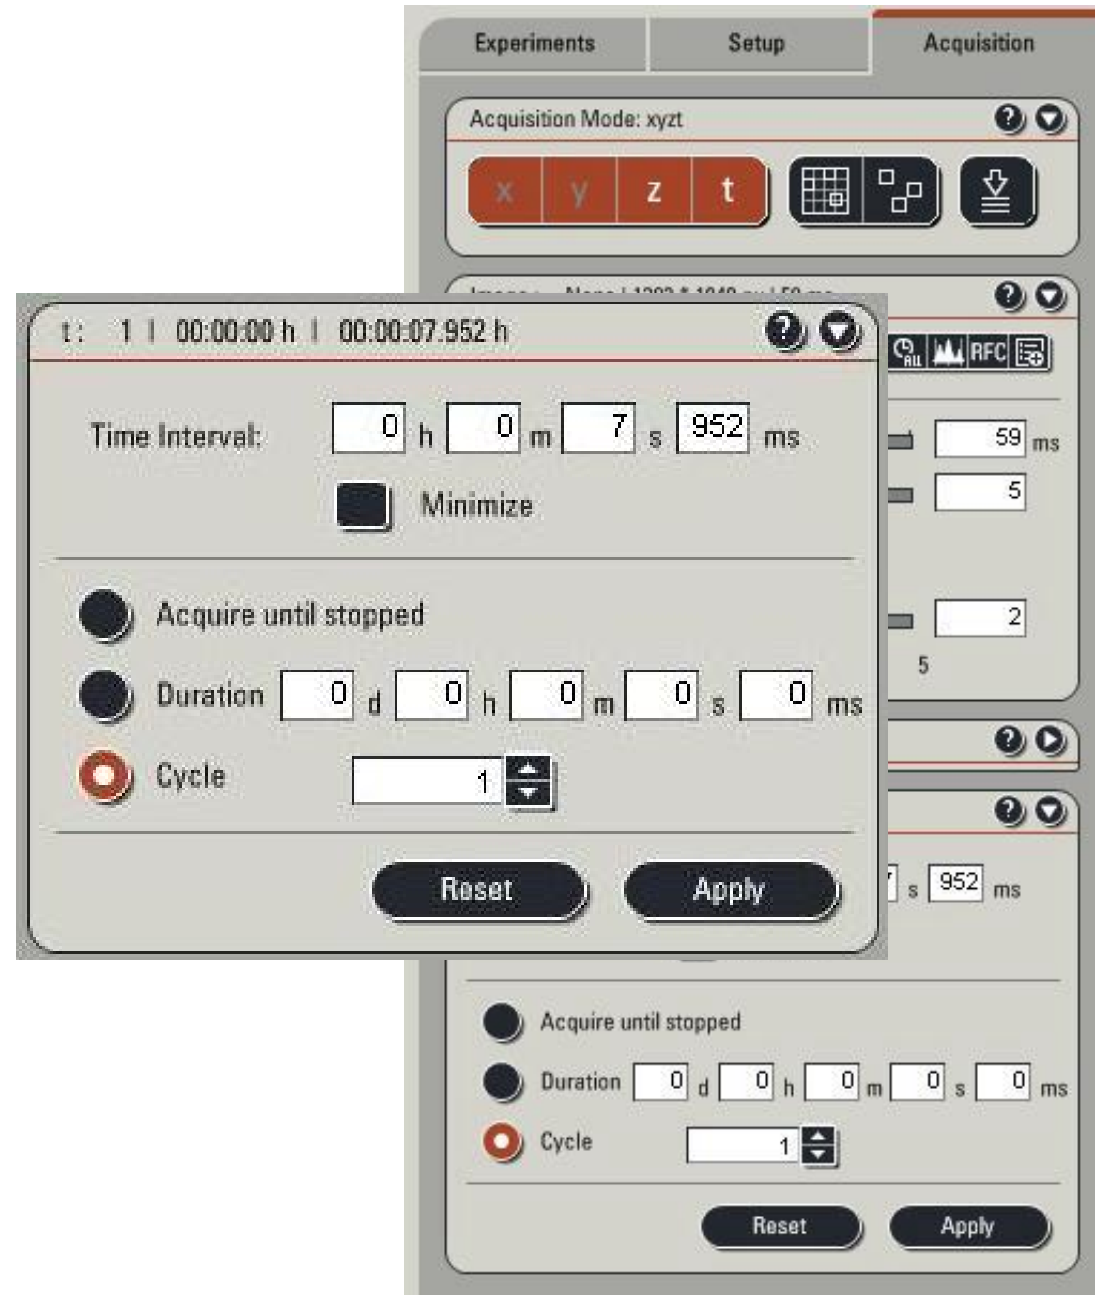 Experiments Setup Acquisition
Acquisition Mode: xyzt ?
x y z t
?
ALL RFC
59 ms
5
2
5
?
?
s 952 ms
t: 1 | 00:00:00 h | 00:00:07.952 h ?
Time Interval: 0 h 0 m 7 s 952 ms
Minimize
Acquire until stopped
Duration 0 d 0 h 0 m 0 s 0 ms
Cycle 1
Reset Apply
Acquire until stopped
Duration 0 d 0 h 0 m 0 s 0 ms
Cycle 1
Reset Apply